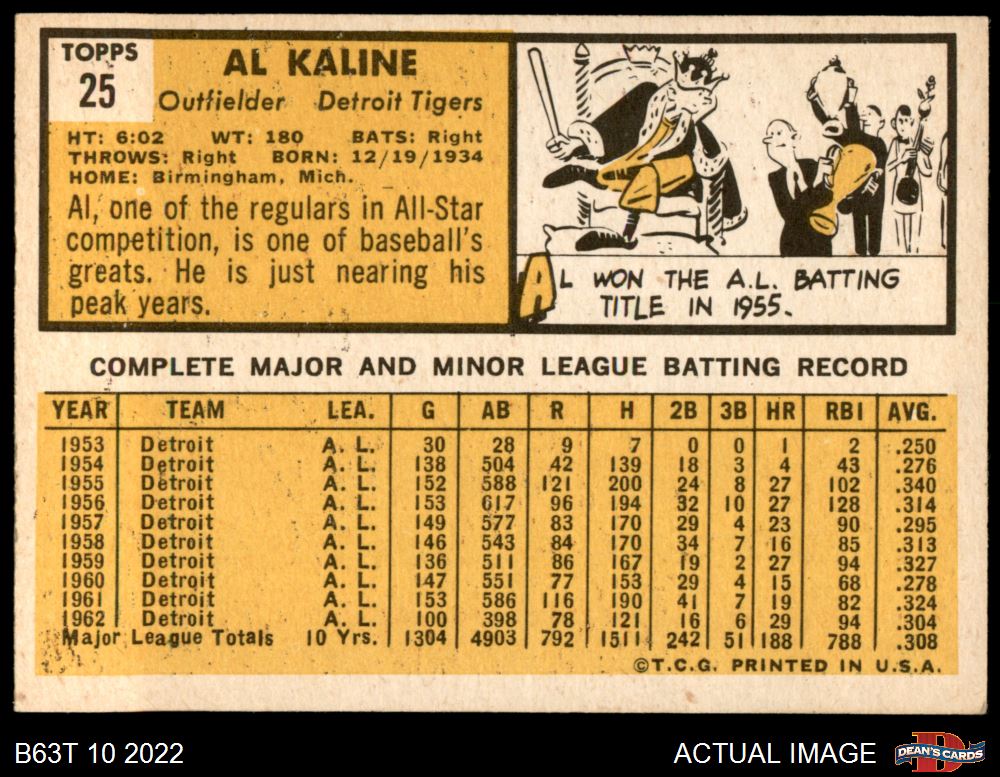 TOPPS
25
AL KALINE
Outfielder Detroit Tigers
HT: 6:02 WT: 180 BATS: Right
THROWS: Right BORN: 12/19/1934
HOME: Birmingham, Mich.
Al, one of the regulars in All-Star
competition, is one of baseball's
greats. He is just nearing his
peak years.
AL WON THE A.L. BATTING
TITLE IN 1955.
COMPLETE MAJOR AND MINOR LEAGUE BATTING RECORD
YEAR TEAM LEA. G AB R H 2B 3B HR RBI AVG.
1953 Detroit A. L. 30 28 9 7 0 0 1 2 .250
1954 Detroit A. L. 138 504 42 139 18 3 4 43 .276
1955 Detroit A. L. 152 588 121 200 24 8 27 102 .340
1956 Detroit A. L. 153 617 96 194 32 10 27 128 .314
1957 Detroit A. L. 149 577 83 170 29 4 23 90 .295
1958 Detroit A. L. 146 543 84 170 34 7 16 85 .313
1959 Detroit A. L. 136 511 86 167 19 2 27 94 .327
1960 Detroit A. L. 147 551 77 153 29 4 15 68 .278
1961 Detroit A. L. 153 586 116 190 41 7 19 82 .324
1962 Detroit A. L. 100 398 78 121 16 6 29 94 .304
Major League Totals 10 Yrs. 1304 4903 792 1511 242 51 188 788 .308
©T.C.G. PRINTED IN U.S.A.
B63T 10 2022 ACTUAL IMAGE
DEAN'S CARDS